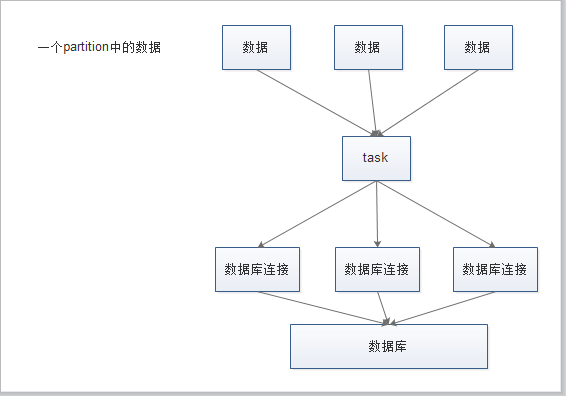 一个partition中的数据
数据
数据
数据
task
数据库连接
数据库连接
数据库连接
数据库